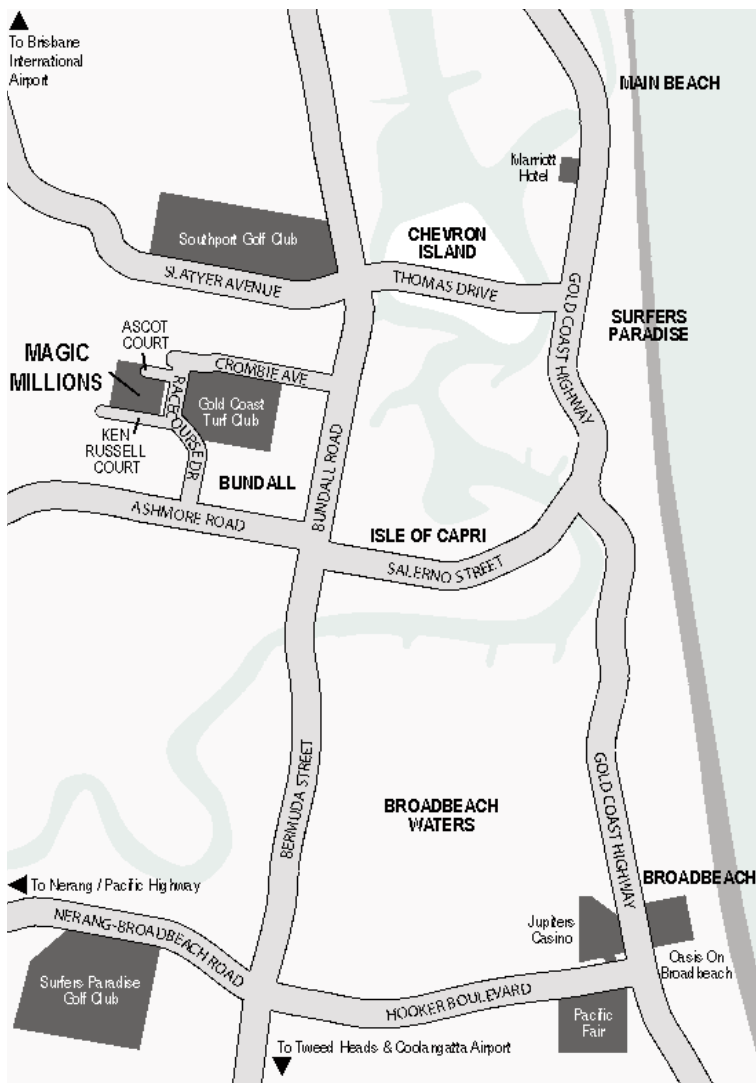 To Brisbane
International
Airport
MAIN BEACH
Marriott
Hotel
Southport Golf Club
CHEVRON
ISLAND
SLATYER AVENUE
THOMAS DRIVE
GOLD COAST HIGHWAY
SURFERS
PARADISE
ASCOT
COURT
MAGIC
MILLIONS
CROMBIE AVE
RACECOURSE DR
Gold Coast
Turf Club
KEN
RUSSELL
COURT
BUNDALL
BUNDALL ROAD
ASHMORE ROAD
ISLE OF CAPRI
SALERNO STREET
BERMUDA STREET
GOLD COAST HIGHWAY
BROADBEACH
WATERS
To Nerang / Pacific Highway
BROADBEACH
NERANG-BROADBEACH ROAD
Jupiters
Casino
Oasis On
Broadbeach
Surfers Paradise
Golf Club
HOOKER BOULEVARD
Pacific
Fair
To Tweed Heads & Coolangatta Airport